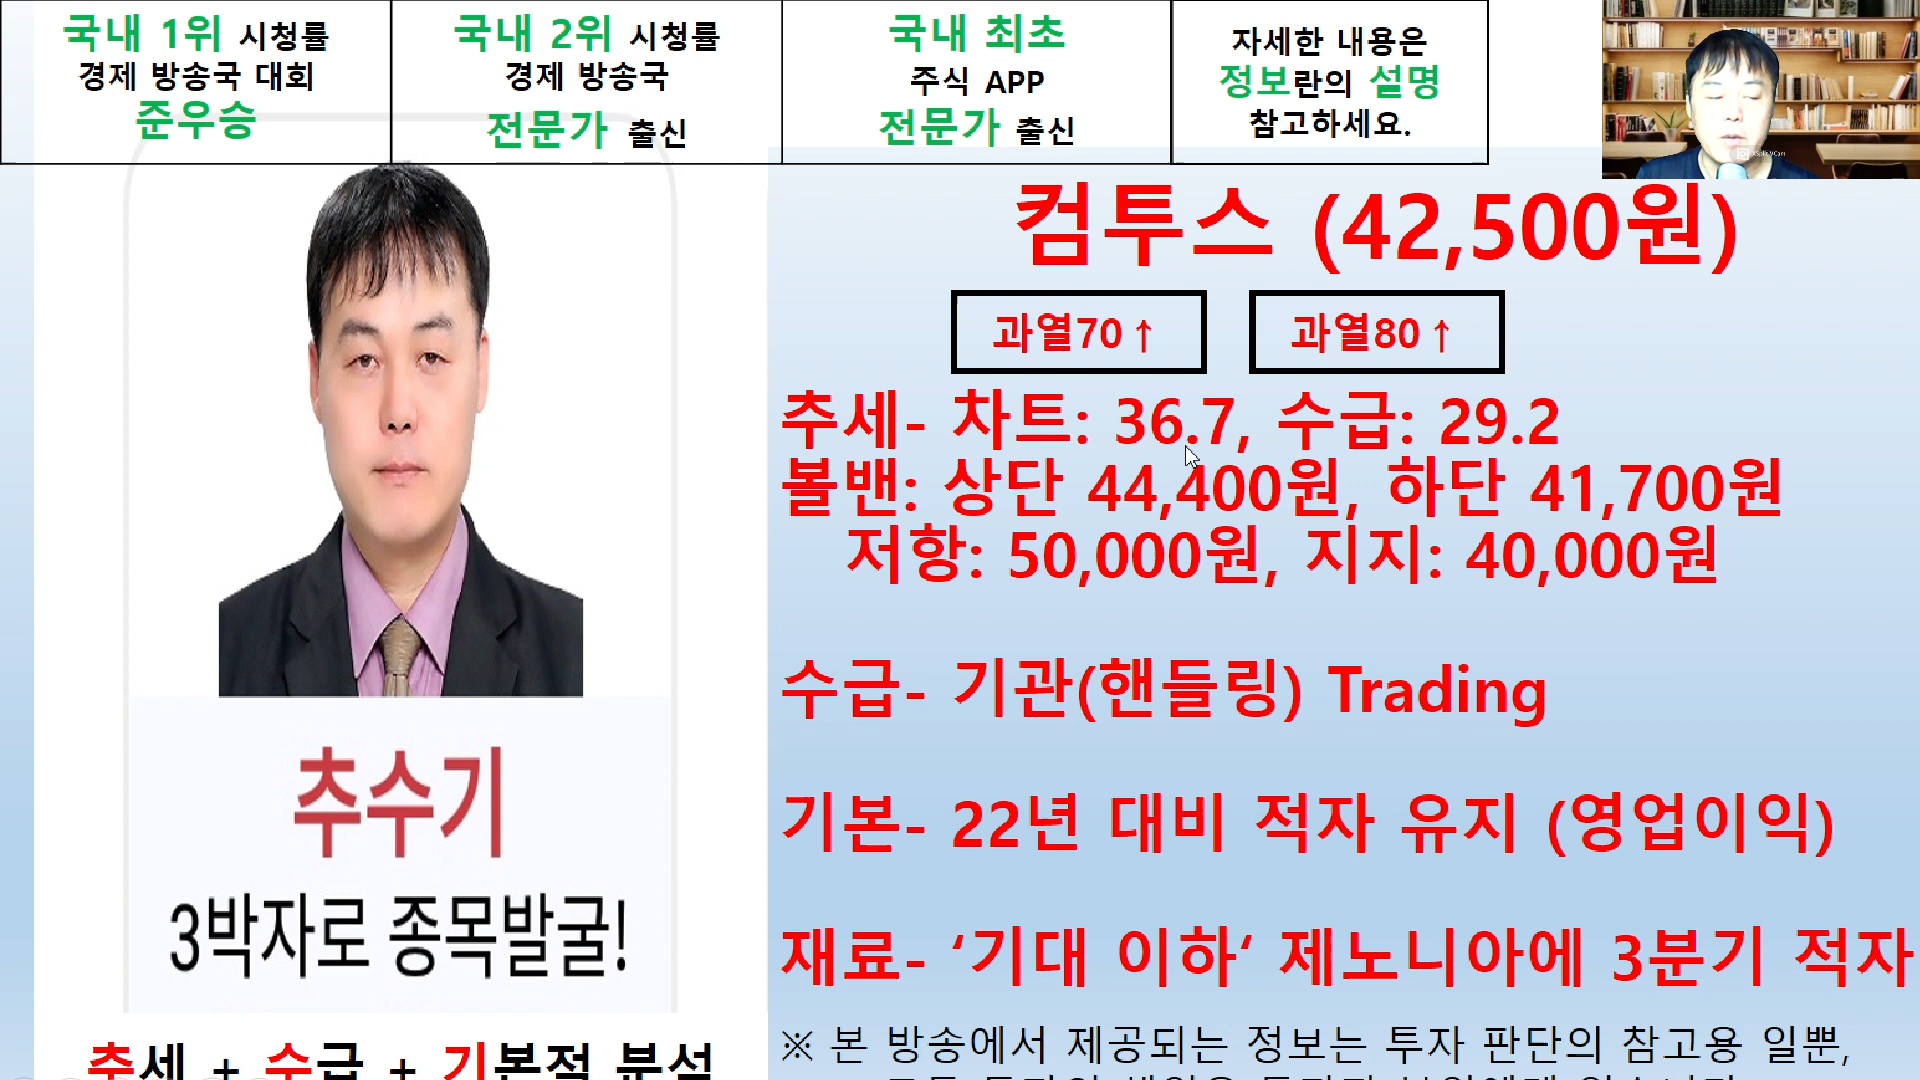 국내 1위 시청률
경제 방송국 대회
준우승
국내 2위 시청률
경제 방송국
전문가 출신
국내 최초
주식 APP
전문가 출신
자세한 내용은
정보란의 설명
참고하세요.
컴투스 (42,500원)
과열70↑
과열80↑
추세- 차트: 36.7, 수급: 29.2
볼밴: 상단 44,400원, 하단 41,700원
저항: 50,000원, 지지: 40,000원
수급- 기관(핸들링) Trading
기본- 22년 대비 적자 유지 (영업이익)
재료- ‘기대 이하‘ 제노니아에 3분기 적자
※ 본 방송에서 제공되는 정보는 투자 판단의 참고용 일뿐,
추수기
3박자로 종목발굴!
추세 + 수급 + 기본적 분석